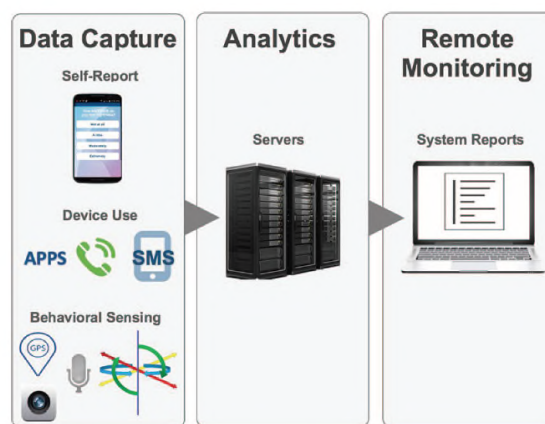 Data Capture
Self-Report
Device Use
APPS
SMS
Behavioral Sensing
GPS
Analytics
Servers
Remote
Monitoring
System Reports